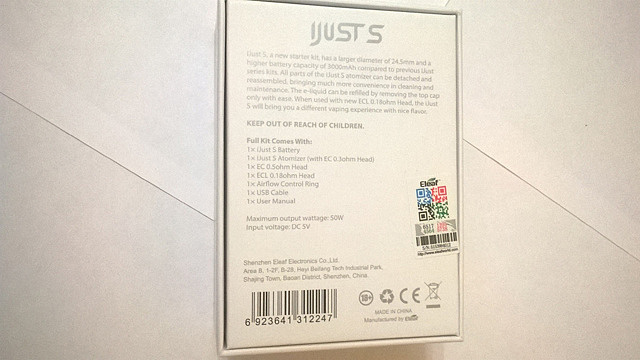 IJUST S
iJust S, a new starter kit, has a larger diameter of 24.5mm and a
higher battery capacity of 3000mAh compared to previous iJust
series kits. All parts of the iJust S atomizer can be detached and
reassembled, bringing much more convenience in cleaning and
maintenance. The e-liquid can be refilled by removing the top cap
only with ease. When used with new ECL 0.18ohm Head, the iJust
S will bring you a different vaping experience with nice flavor.
KEEP OUT OF REACH OF CHILDREN.
Full Kit Comes With:
1× iJust S Battery
1× iJust S Atomizer (with EC 0.3ohm Head)
1× EC 0.5ohm Head
1× ECL 0.18ohm Head
1× Airflow Control Ring
1× USB Cable
1× User Manual
Maximum output wattage: 50W
Input voltage: DC 5V
Eleaf
Shenzhen Eleaf Electronics Co.,Ltd.
Area B, 1-2F, B-28, Heyi Beifang Tech Industrial Park,
Shajing Town, Baoan District, Shenzhen, China.
6 923641 312247
18+
CE
MADE IN CHINA
Manufactured by Eleaf